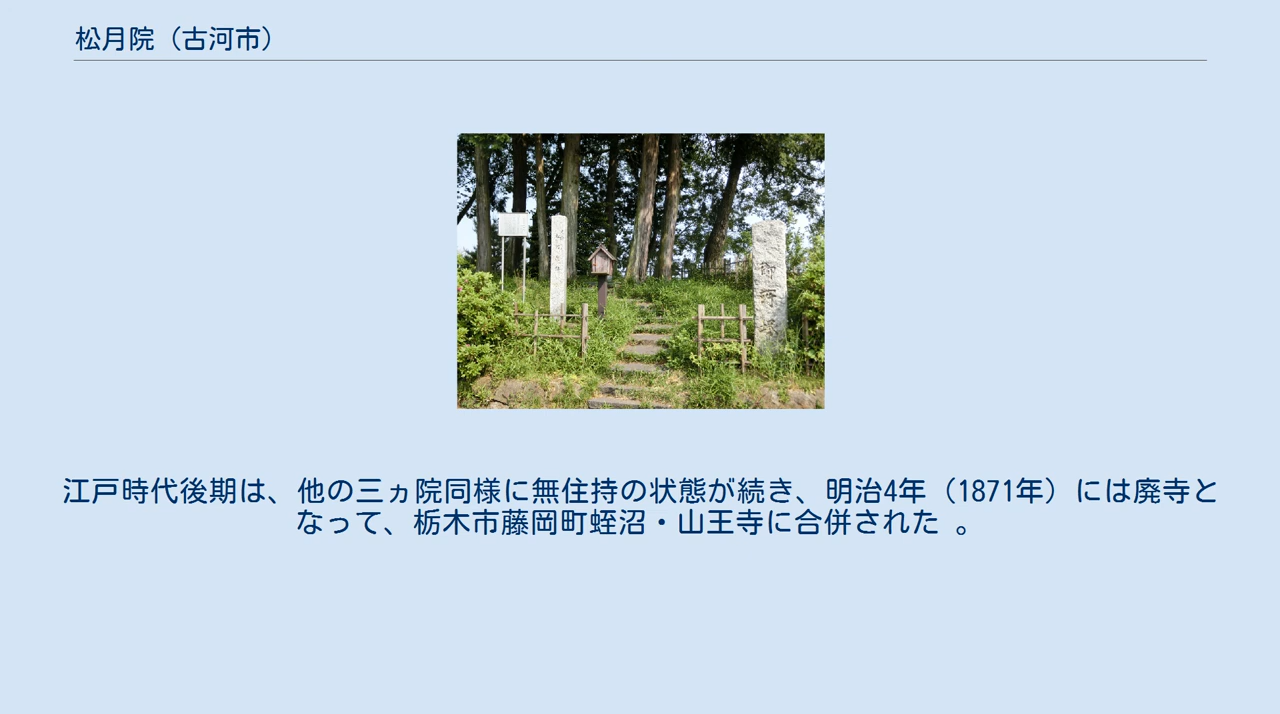 松月院（古河市）
御所塚
江戸時代後期は、他の三ヵ院同様に無住持の状態が続き、明治4年（1871年）には廃寺と
なって、栃木市藤岡町蛭沼・山王寺に合併された 。